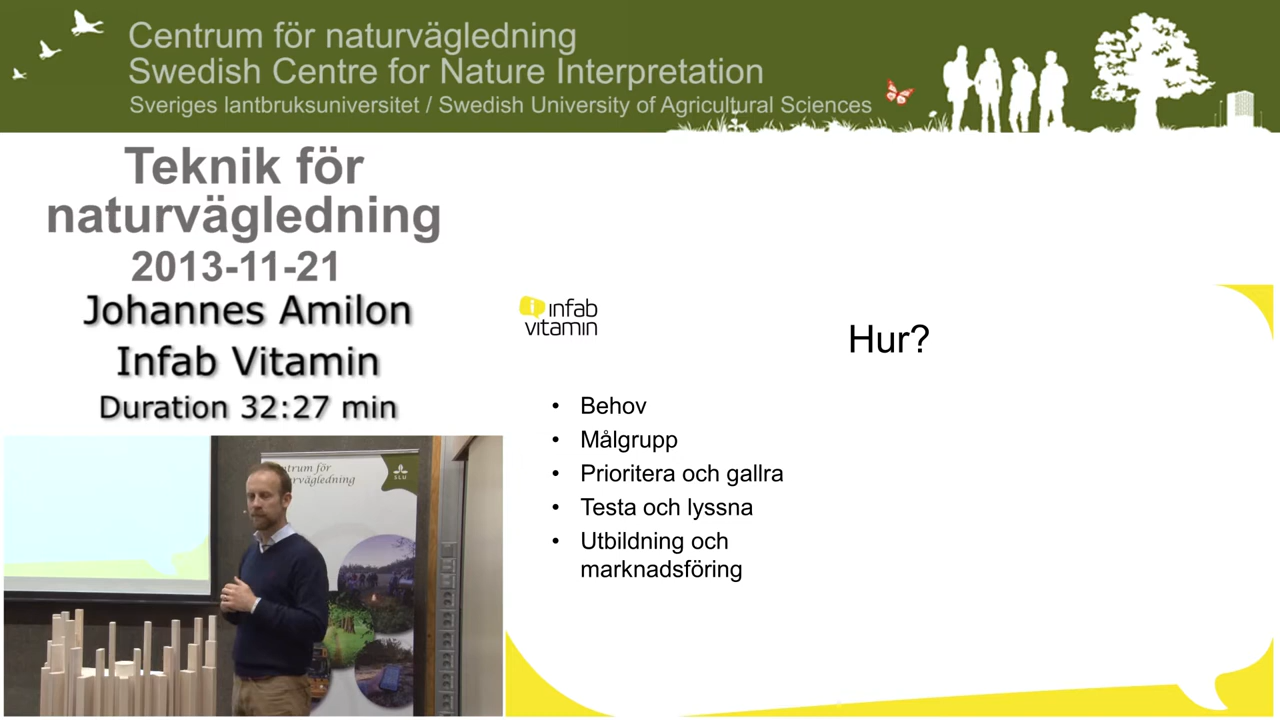 Centrum för naturvägledning
Swedish Centre for Nature Interpretation
Sveriges lantbruksuniversitet / Swedish University of Agricultural Sciences
Teknik för
naturvägledning
2013-11-21
Johannes Amilon
Infab Vitamin
Duration 32:27 min
infab
vitamin
Hur?
• Behov
• Målgrupp
• Prioritera och gallra
• Testa och lyssna
• Utbildning och
marknadsföring
för
SLU